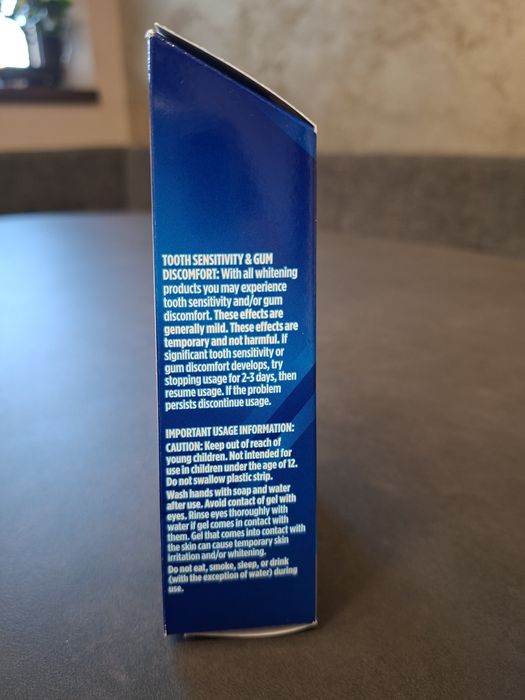 TOOTH SENSITIVITY & GUM
DISCOMFORT: With all whitening
products you may experience
tooth sensitivity and/or gum
discomfort. These effects are
generally mild. These effects are
temporary and not harmful. If
significant tooth sensitivity or
gum discomfort develops, try
stopping usage for 2-3 days, then
resume usage. If the problem
persists discontinue usage.
IMPORTANT USAGE INFORMATION:
CAUTION: Keep out of reach of
young children. Not intended for
use in children under the age of 12.
Do not swallow plastic strip.
Wash hands with soap and water
after use. Avoid contact of gel with
eyes. Rinse eyes thoroughly with
water if gel comes in contact with
them. Gel that comes into contact with
the skin can cause temporary skin
irritation and/or whitening.
Do not eat, smoke, sleep, or drink
(with the exception of water) during
use.